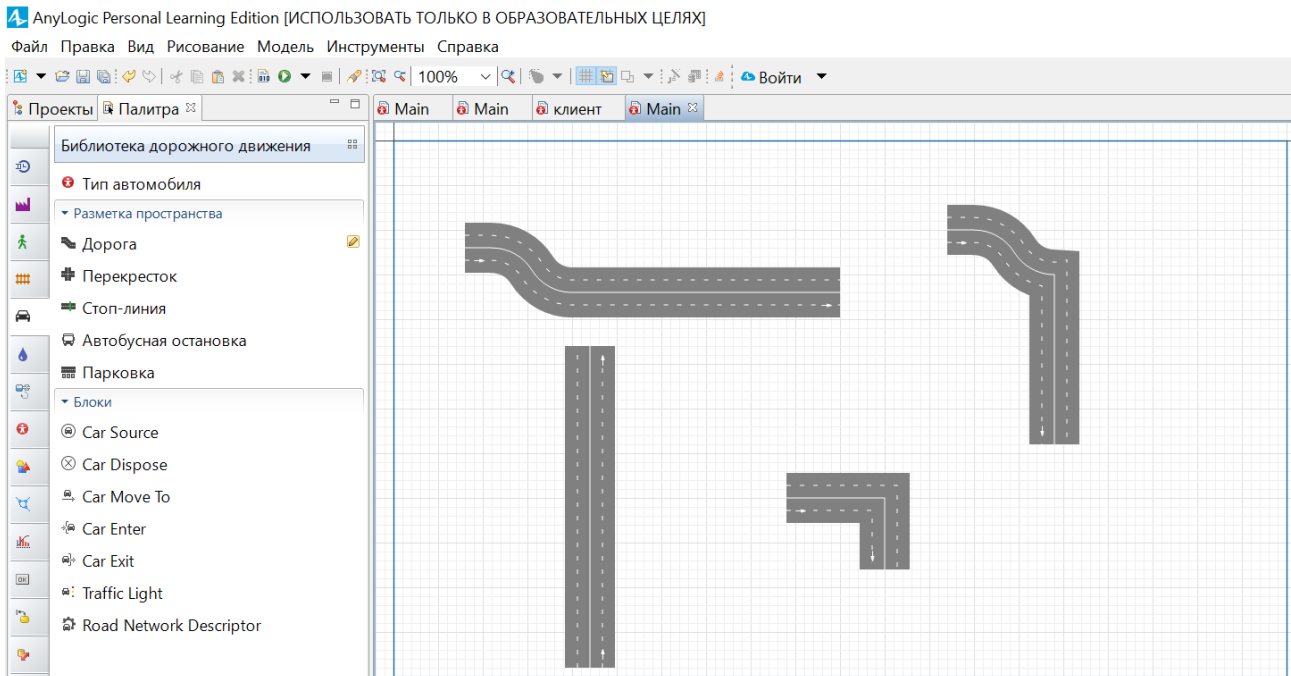 AnyLogic Personal Learning Edition [ИСПОЛЬЗОВАТЬ ТОЛЬКО В ОБРАЗОВАТЕЛЬНЫХ ЦЕЛЯХ]
Файл Правка Вид Рисование Модель Инструменты Справка
100% Войти
Проекты Палитра Main Main клиент Main
Библиотека дорожного движения
Тип автомобиля
Разметка пространства
Дорога
Перекресток
Стоп-линия
Автобусная остановка
Парковка
Блоки
Car Source
Car Dispose
Car Move To
Car Enter
Car Exit
OK
Traffic Light
Road Network Descriptor